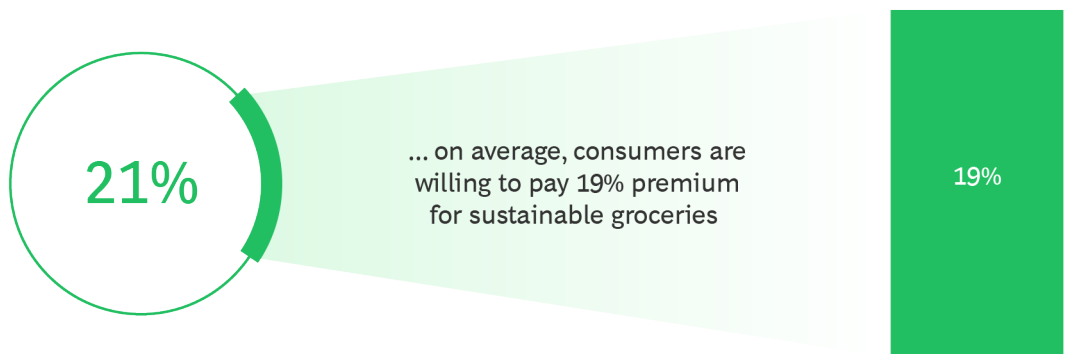 21%
... on average, consumers are
willing to pay 19% premium
for sustainable groceries
19%